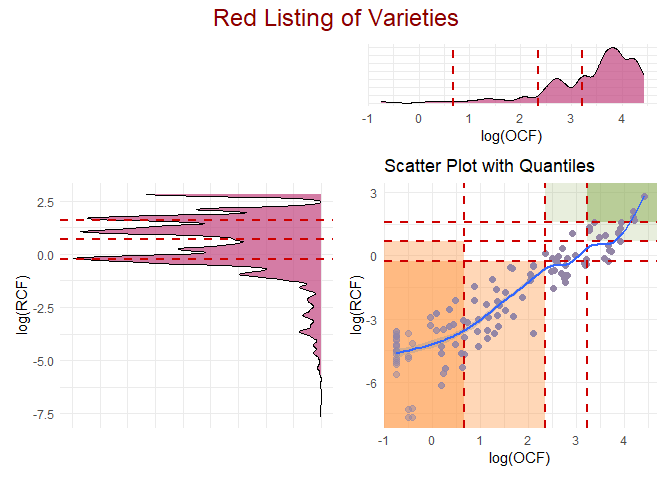 Red Listing of Varieties
-1 0 1 2 3 4
log(OCF)
Scatter Plot with Quantiles
2.5
0.0
-2.5
-5.0
-7.5
log(RCF)
3
0
-3
-6
log(RCF)
-1 0 1 2 3 4
log(OCF)